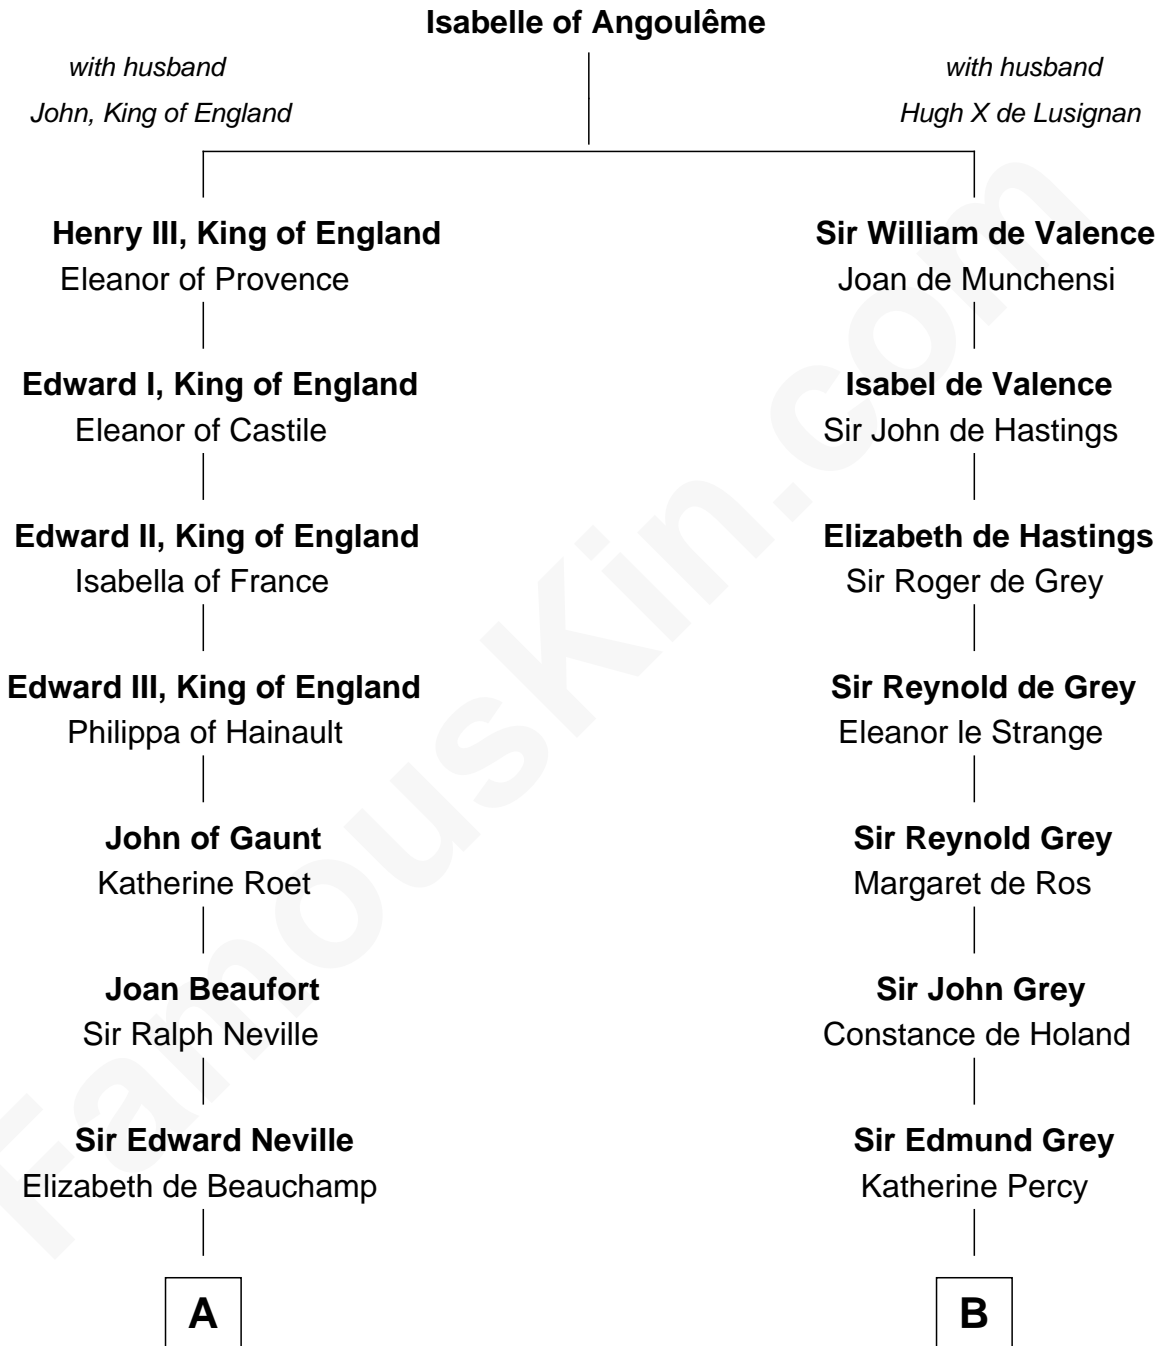 Isabelle of Angoulême
with husband
John, King of England
with husband
Hugh X de Lusignan
Henry III, King of England
Eleanor of Provence
Sir William de Valence
Joan de Munchensi
Edward I, King of England
Eleanor of Castile
Isabel de Valence
Sir John de Hastings
Edward II, King of England
Isabella of France
Elizabeth de Hastings
Sir Roger de Grey
Edward III, King of England
Philippa of Hainault
Sir Reynold de Grey
Eleanor le Strange
John of Gaunt
Katherine Roet
Sir Reynold Grey
Margaret de Ros
Joan Beaufort
Sir Ralph Neville
Sir John Grey
Constance de Holand
Sir Edward Neville
Elizabeth de Beauchamp
Sir Edmund Grey
Katherine Percy
A
B
FamousKin.com